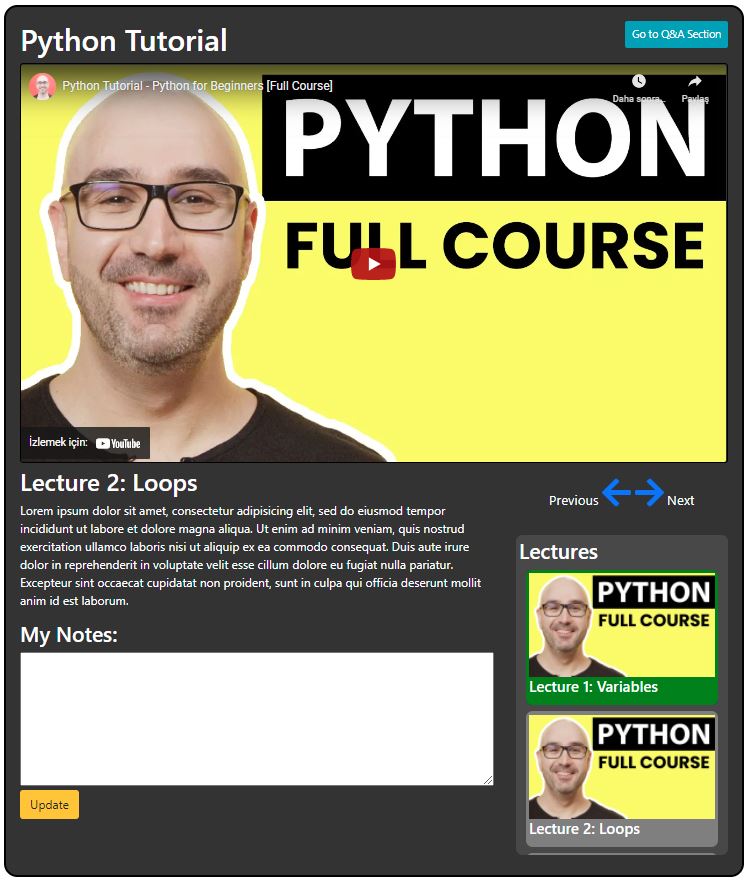 Python Tutorial
Go to Q&A Section
Python Tutorial - Python for Beginners [Full Course]
Daha sonra...
Paylaş
PYTHON
FULL COURSE
İzlemek için:
YouTube
Lecture 2: Loops
Lorem ipsum dolor sit amet, consectetur adipisicing elit, sed do eiusmod tempor
incididunt ut labore et dolore magna aliqua. Ut enim ad minim veniam, quis nostrud
exercitation ullamco laboris nisi ut aliquip ex ea commodo consequat. Duis aute irure
dolor in reprehenderit in voluptate velit esse cillum dolore eu fugiat nulla pariatur.
Excepteur sint occaecat cupidatat non proident, sunt in culpa qui officia deserunt mollit
anim id est laborum.
My Notes:
Update
Previous
Next
Lectures
PYTHON
FULL COURSE
Lecture 1: Variables
PYTHON
FULL COURSE
Lecture 2: Loops